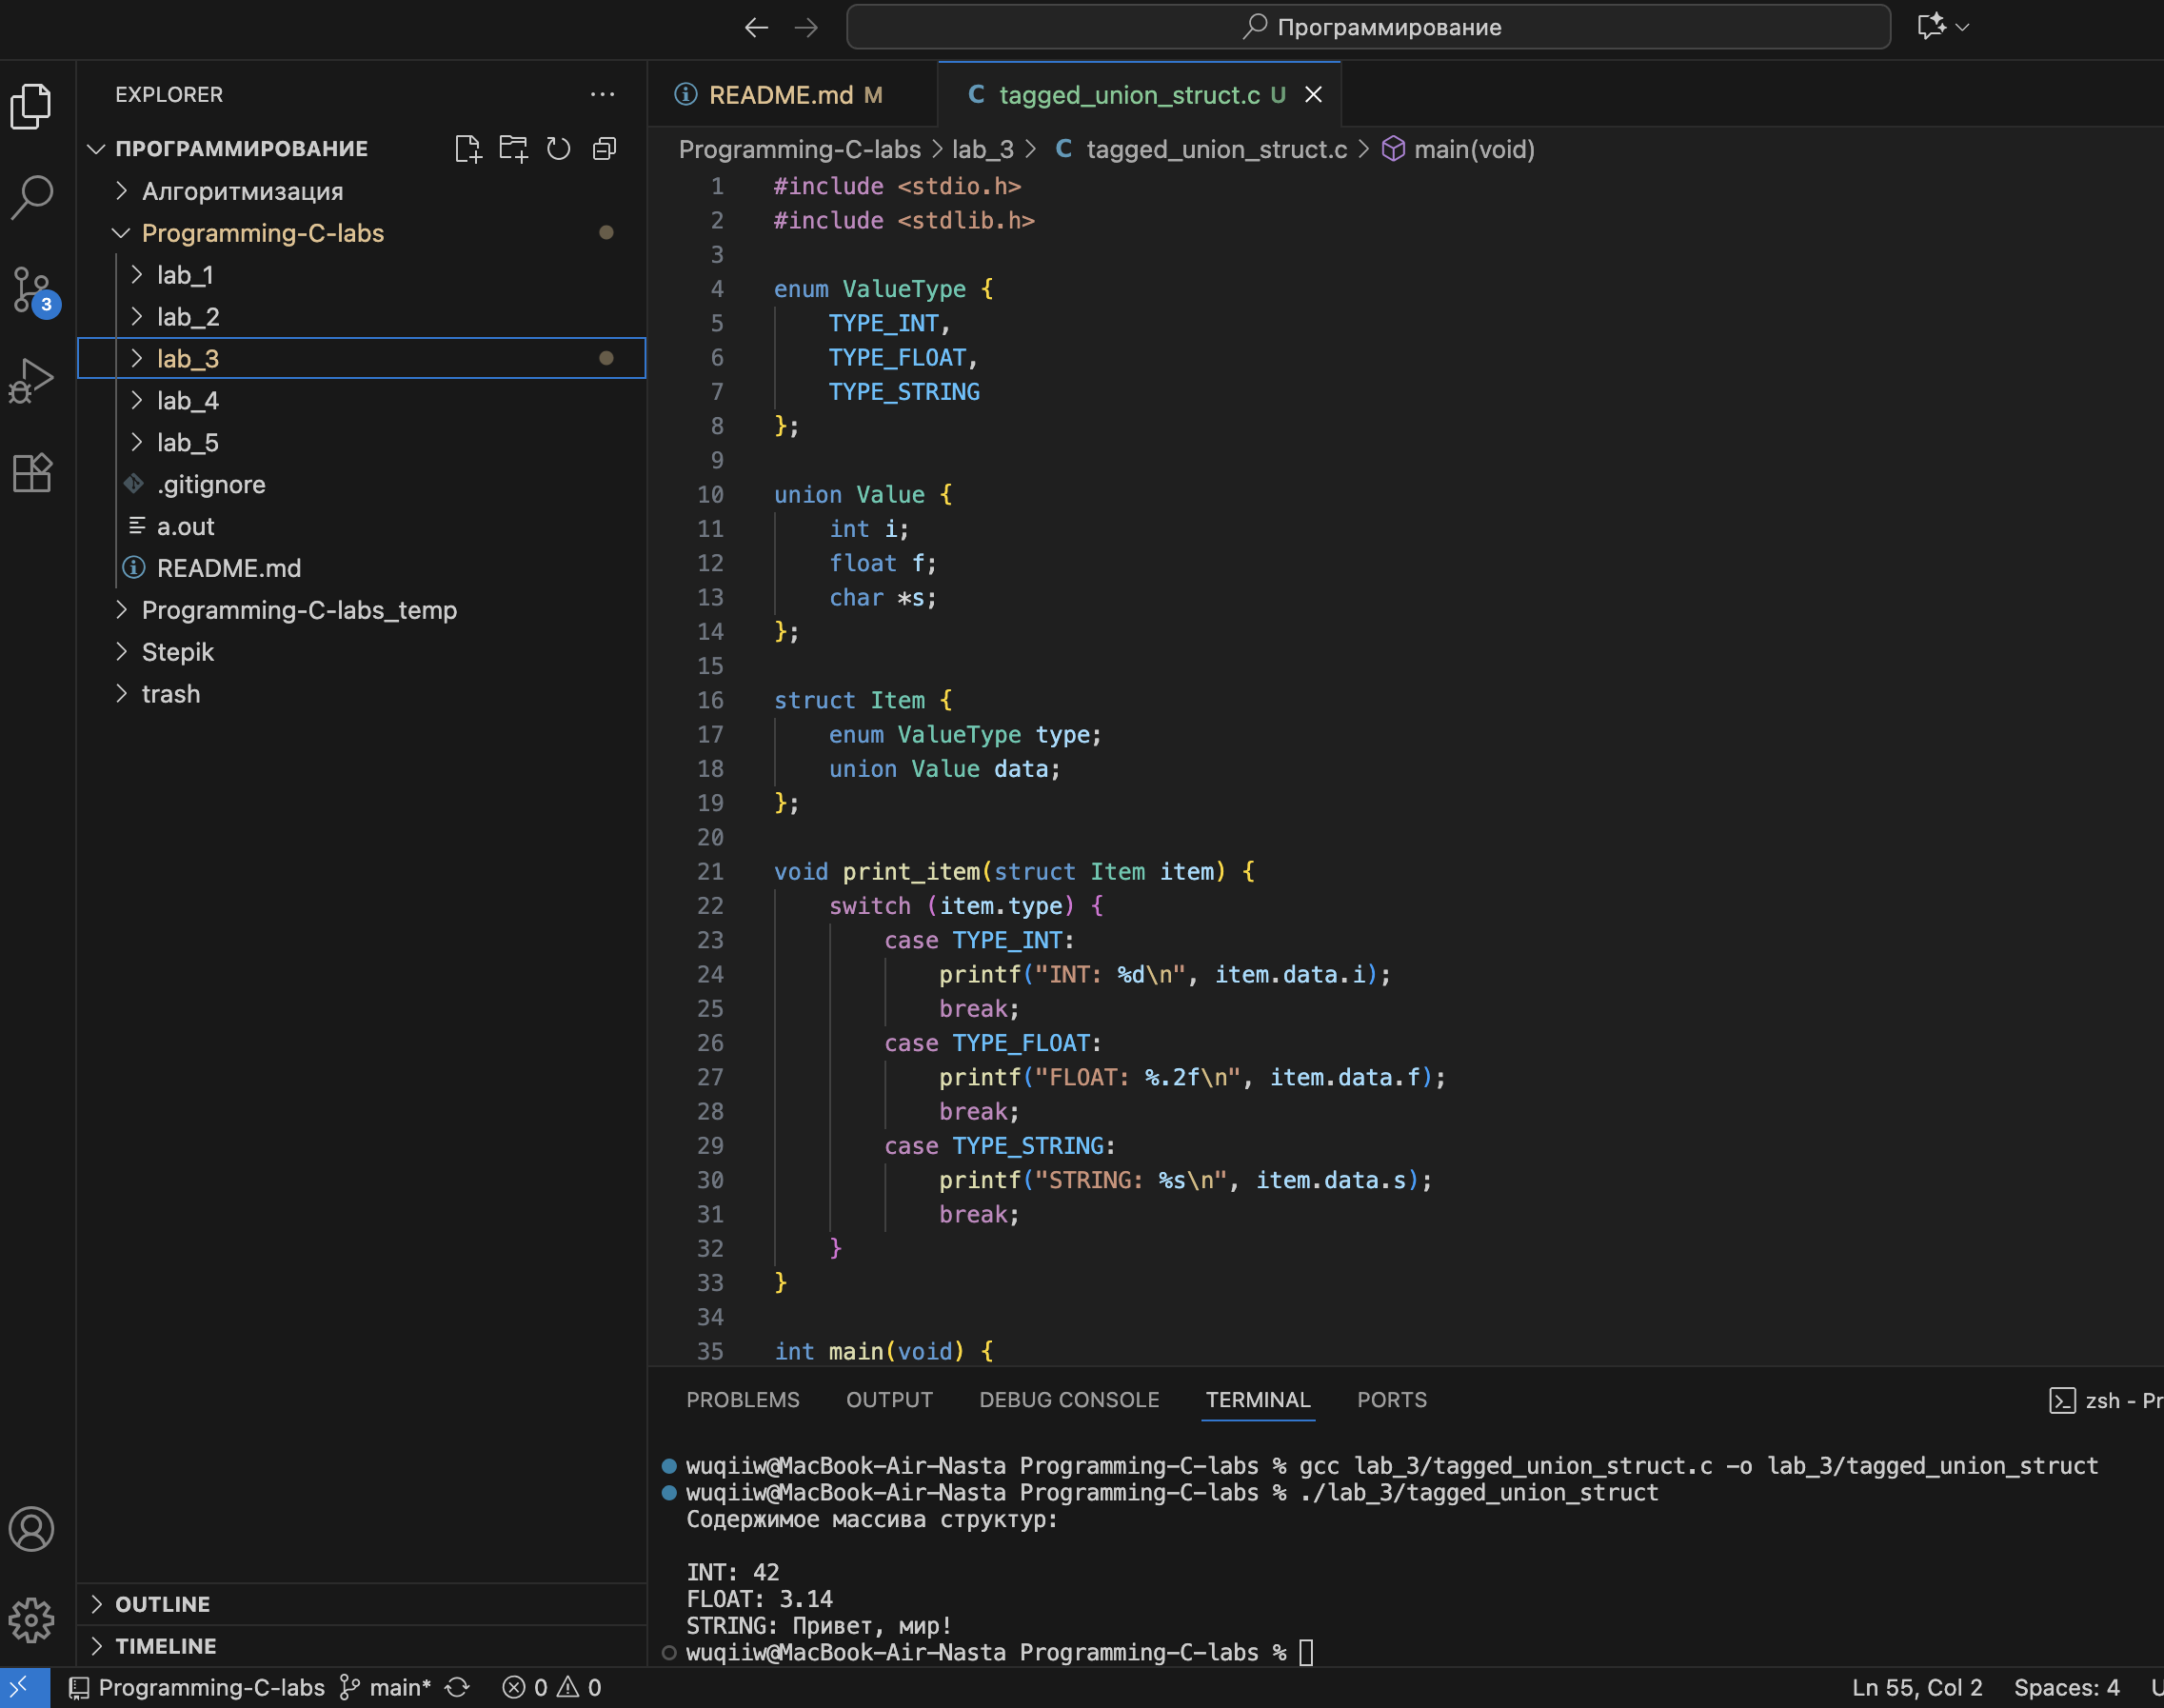 Программирование
EXPLORER
ПРОГРАММИРОВАНИЕ
Алгоритмизация
Programming-C-labs
lab_1
lab_2
lab_3
lab_4
lab_5
.gitignore
a.out
README.md
Programming-C-labs_temp
Stepik
trash
OUTLINE
TIMELINE
3
README.md M
C tagged_union_struct.c U
Programming-C-labs > lab_3 > C tagged_union_struct.c > main(void)
1 #include <stdio.h>
2 #include <stdlib.h>
3
4 enum ValueType {
5 TYPE_INT,
6 TYPE_FLOAT,
7 TYPE_STRING
8 };
9
10 union Value {
11 int i;
12 float f;
13 char *s;
14 };
15
16 struct Item {
17 enum ValueType type;
18 union Value data;
19 };
20
21 void print_item(struct Item item) {
22 switch (item.type) {
23 case TYPE_INT:
24 printf("INT: %d\n", item.data.i);
25 break;
26 case TYPE_FLOAT:
27 printf("FLOAT: %.2f\n", item.data.f);
28 break;
29 case TYPE_STRING:
30 printf("STRING: %s\n", item.data.s);
31 break;
32 }
33 }
34
35 int main(void) {
PROBLEMS OUTPUT DEBUG CONSOLE TERMINAL PORTS
zsh - Pr
wuqiiw@MacBook-Air-Nasta Programming-C-labs % gcc lab_3/tagged_union_struct.c -o lab_3/tagged_union_struct
wuqiiw@MacBook-Air-Nasta Programming-C-labs % ./lab_3/tagged_union_struct
Содержимое массива структур:
INT: 42
FLOAT: 3.14
STRING: Привет, мир!
wuqiiw@MacBook-Air-Nasta Programming-C-labs %
Programming-C-labs main* 0 0 Ln 55, Col 2 Spaces: 4